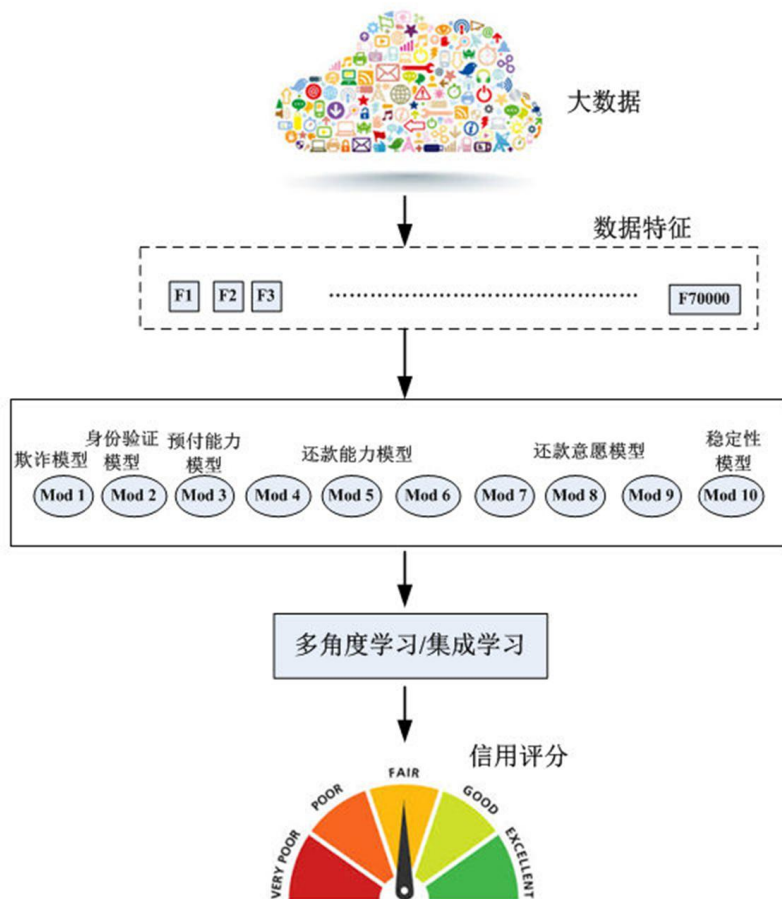 大数据
数据特征
F1 F2 F3 ........................................ F70000
欺诈模型
身份验证
模型
预付能力
模型
还款能力模型
还款意愿模型
稳定性
模型
Mod 1 Mod 2 Mod 3 Mod 4 Mod 5 Mod 6 Mod 7 Mod 8 Mod 9 Mod 10
多角度学习/集成学习
信用评分
VERY POOR
POOR
FAIR
GOOD
EXCELLENT